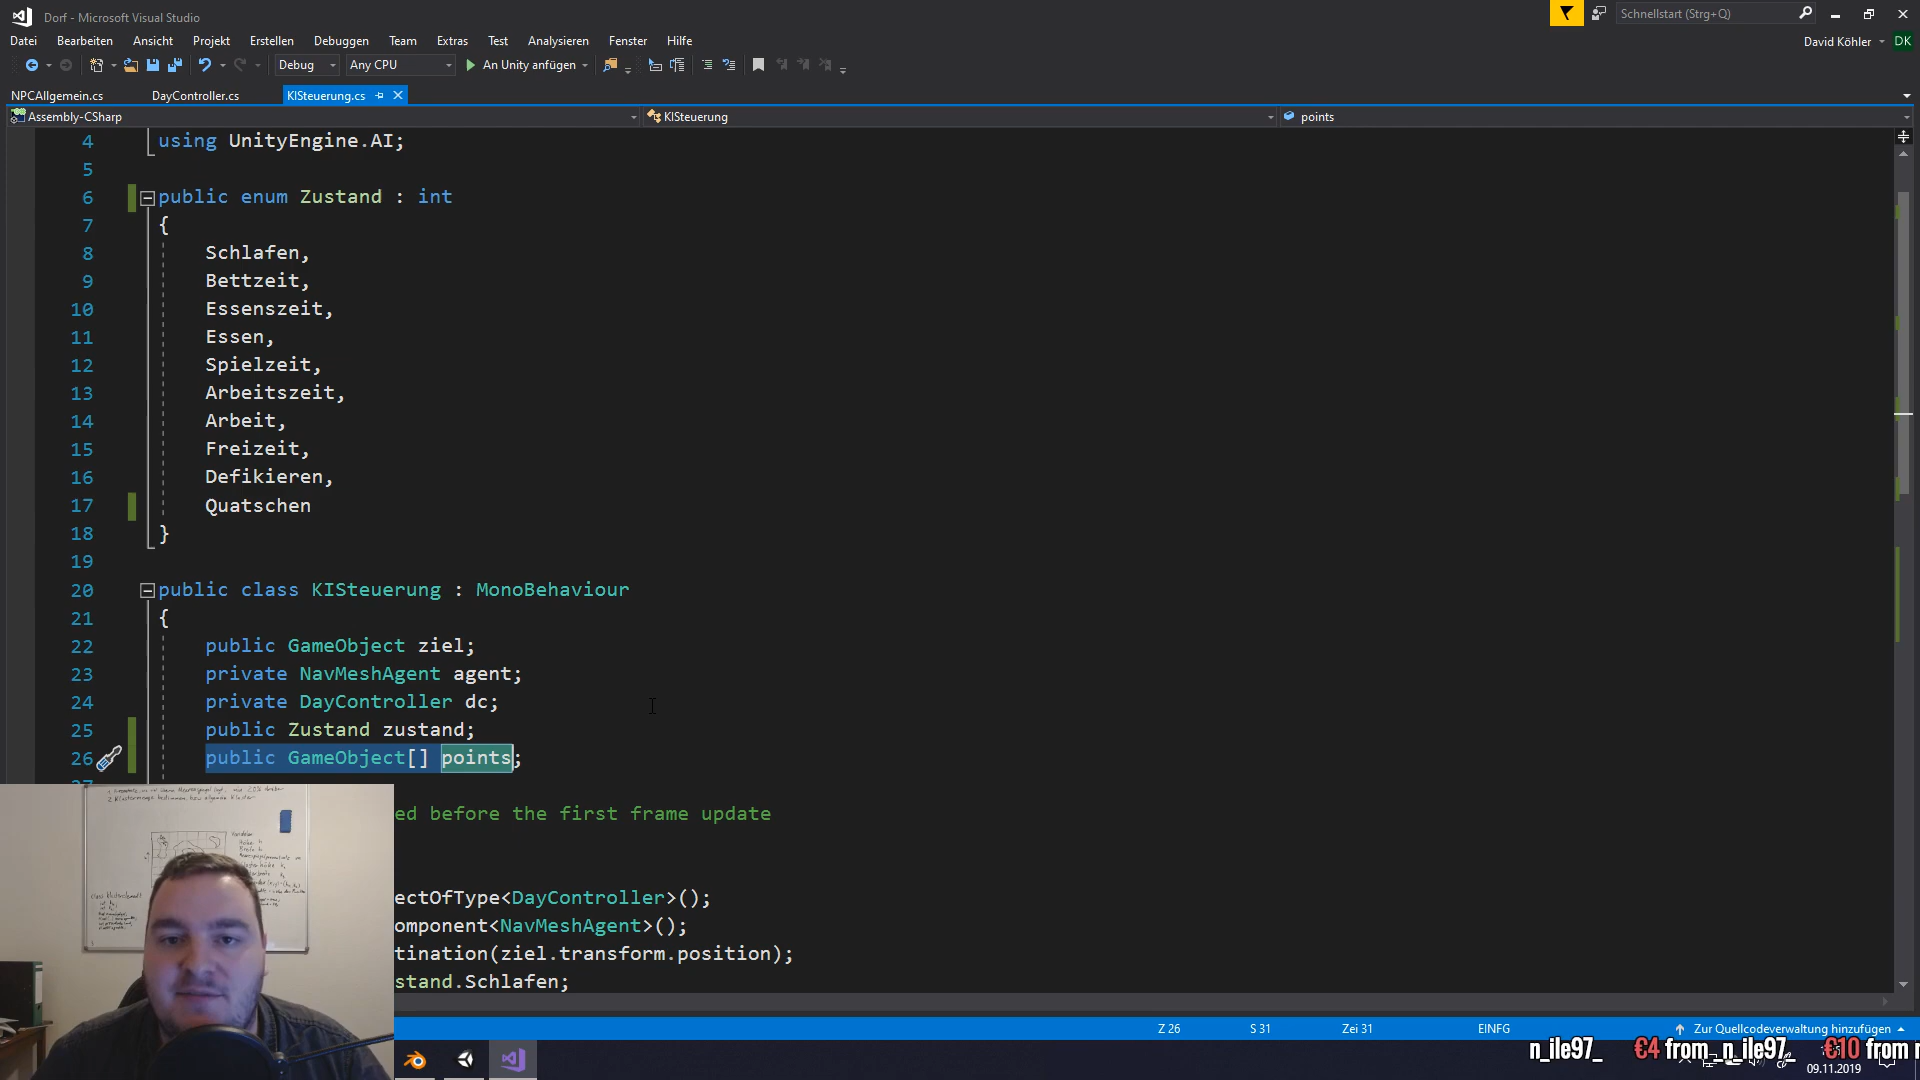 Dorf - Microsoft Visual Studio
Schnellstart (Strg+Q)
Datei Bearbeiten Ansicht Projekt Erstellen Debuggen Team Extras Test Analysieren Fenster Hilfe
David Köhler DK
Debug Any CPU An Unity anfügen
NPCAllgemein.cs DayController.cs KISteuerung.cs
Assembly-CSharp KISteuerung points
4 using UnityEngine.AI;
5
6 public enum Zustand : int
7 {
8 Schlafen,
9 Bettzeit,
10 Essenszeit,
11 Essen,
12 Spielzeit,
13 Arbeitszeit,
14 Arbeit,
15 Freizeit,
16 Defikieren,
17 Quatschen
18 }
19
20 public class KISteuerung : MonoBehaviour
21 {
22 public GameObject ziel;
23 private NavMeshAgent agent;
24 private DayController dc;
25 public Zustand zustand;
26 public GameObject[] points;
ed before the first frame update
ectOfType<DayController>();
omponent<NavMeshAgent>();
tination(ziel.transform.position);
stand.Schlafen;
Z 26 S 31 Zei 31 EINFG Zur Quellcodeverwaltung hinzufügen
n_ile97_ €4 from _n_ile97_ €10 from
09.11.2019